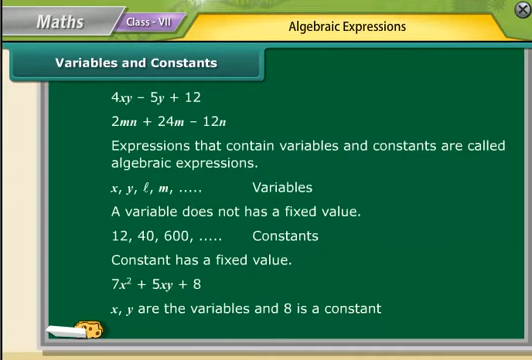 Maths
Class - VII
Algebraic Expressions
Variables and Constants
4xy – 5y + 12
2mn + 24m – 12n
Expressions that contain variables and constants are called
algebraic expressions.
x, y, ℓ, m, ..... Variables
A variable does not has a fixed value.
12, 40, 600, ..... Constants
Constant has a fixed value.
7x² + 5xy + 8
x, y are the variables and 8 is a constant